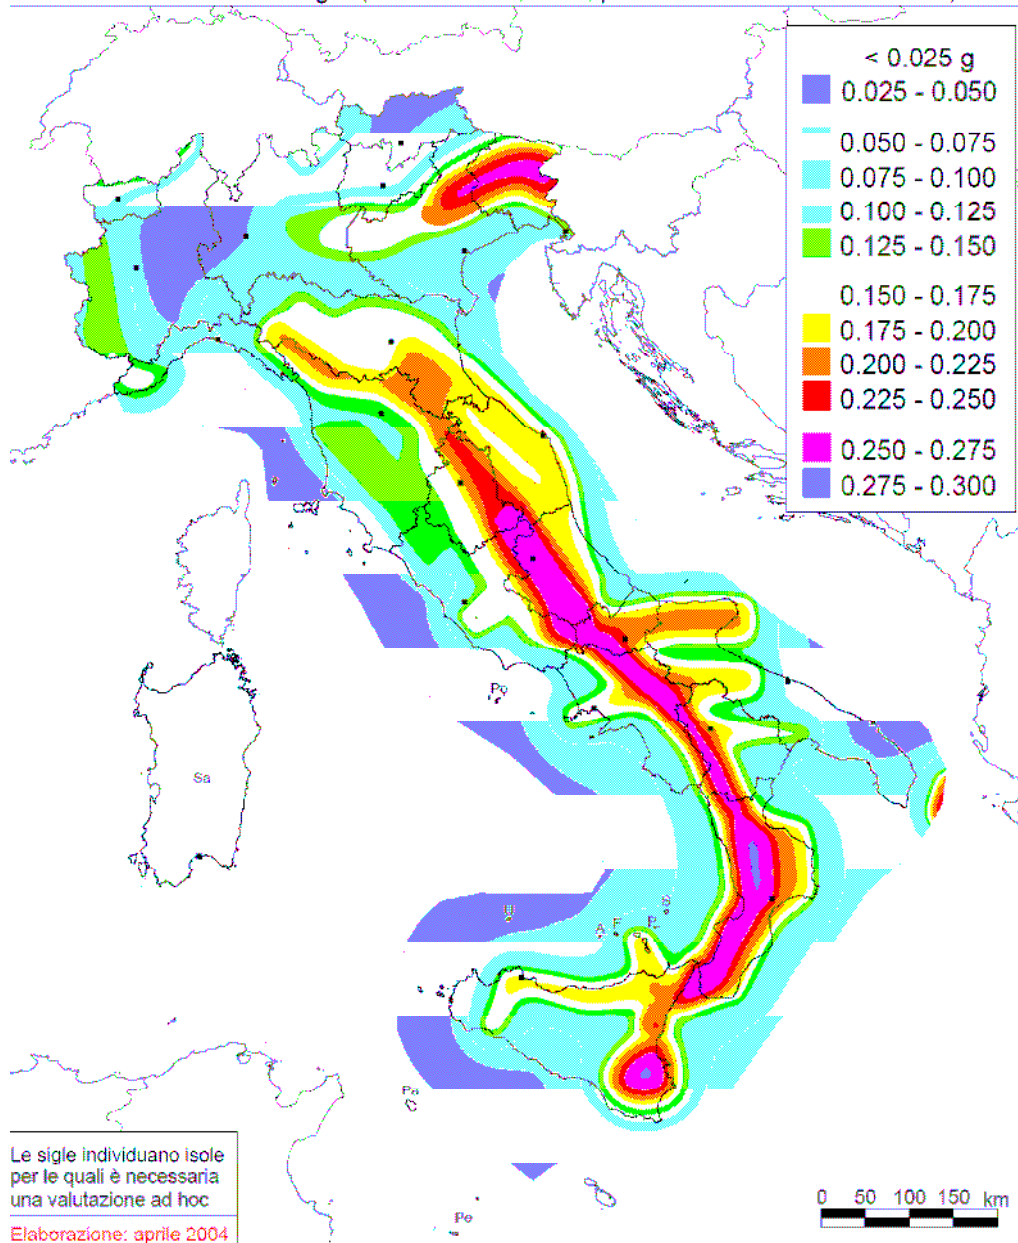 < 0.025 g
0.025 - 0.050
0.050 - 0.075
0.075 - 0.100
0.100 - 0.125
0.125 - 0.150
0.150 - 0.175
0.175 - 0.200
0.200 - 0.225
0.225 - 0.250
0.250 - 0.275
0.275 - 0.300
Po
Sa
U
A F P S
Pa
Pe
Le sigle individuano isole
per le quali è necessaria
una valutazione ad hoc
Elaborazione: aprile 2004
0 50 100 150 km